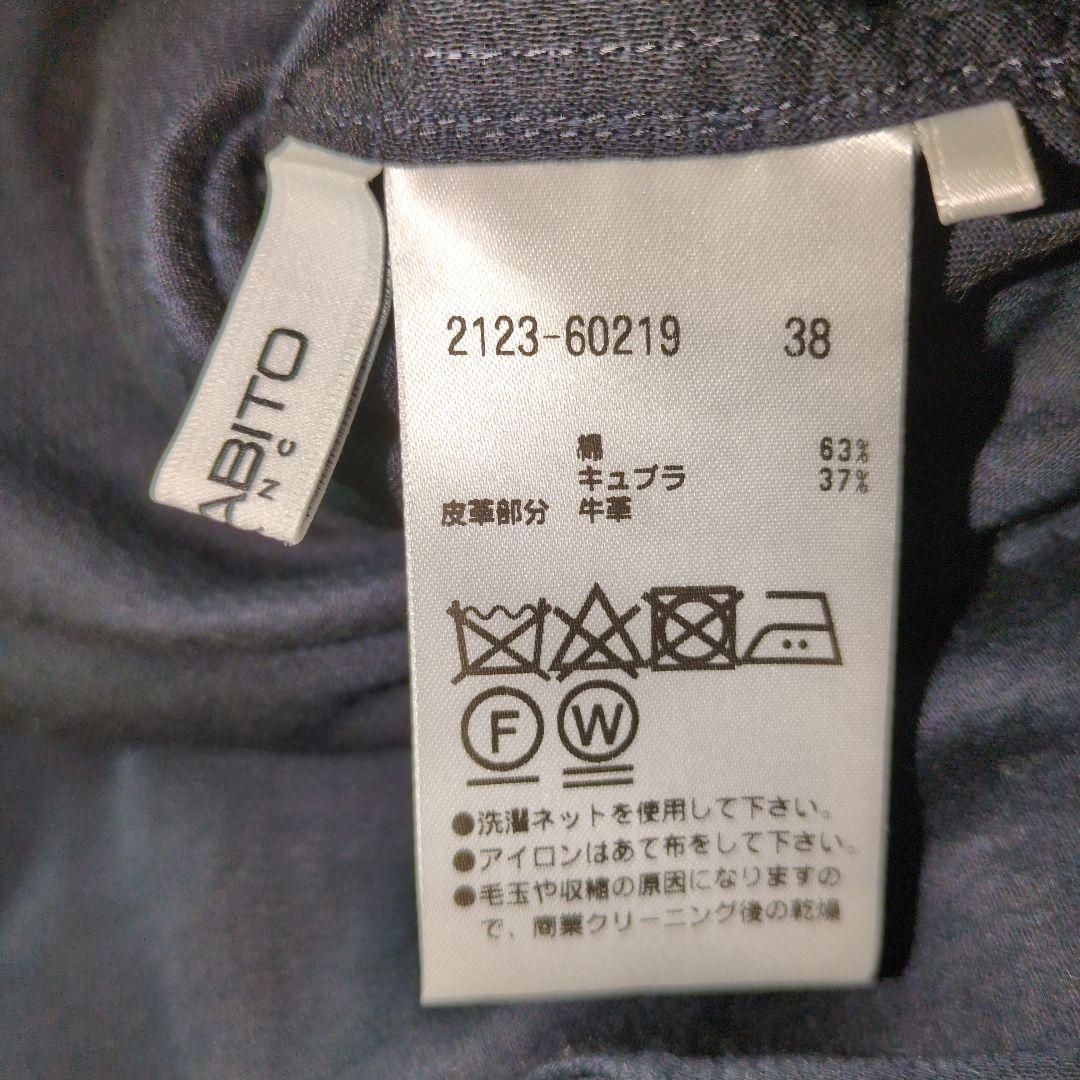 ABITO
N C
2123-60219 38
綿 63%
キュプラ 37%
皮革部分 牛革
F W
●洗濯ネットを使用して下さい。
●アイロンはあて布をして下さい。
●毛玉や収縮の原因になりますの
で、商業クリーニング後の乾燥